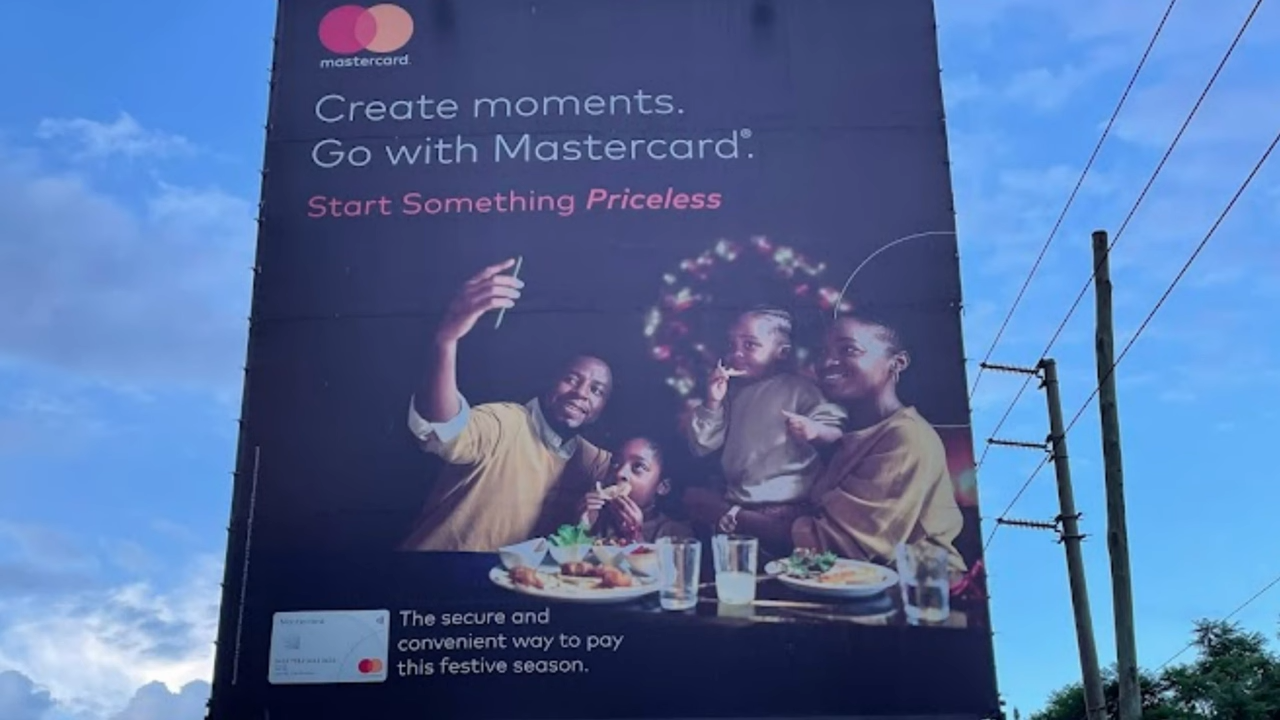 mastercard.
Create moments.
Go with Mastercard®.
Start Something Priceless
The secure and
convenient way to pay
this festive season.